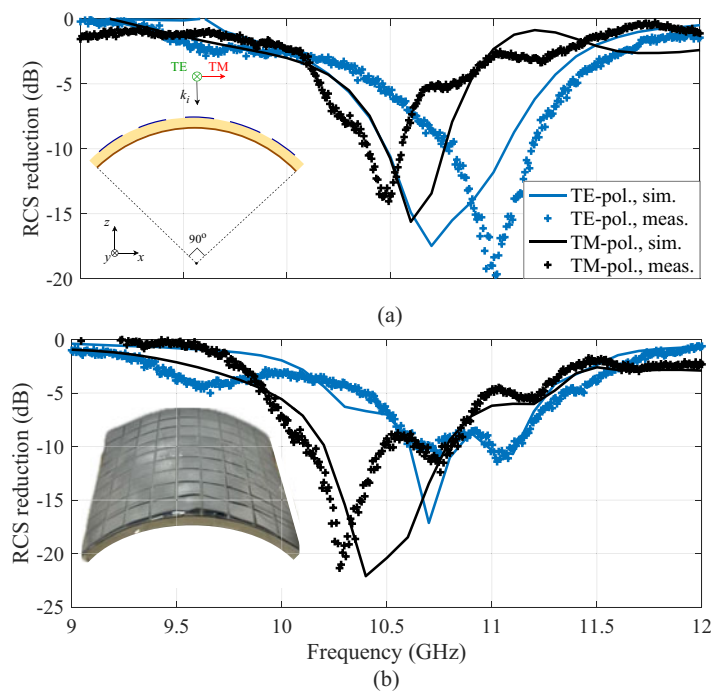 0
-5
-10
-15
-20
RCS reduction (dB)
TE TM
k_i
90°
z
y x
TE-pol., sim.
TE-pol., meas.
TM-pol., sim.
TM-pol., meas.
(a)
0
-5
-10
-15
-20
-25
RCS reduction (dB)
9 9.5 10 10.5 11 11.5 12
Frequency (GHz)
(b)